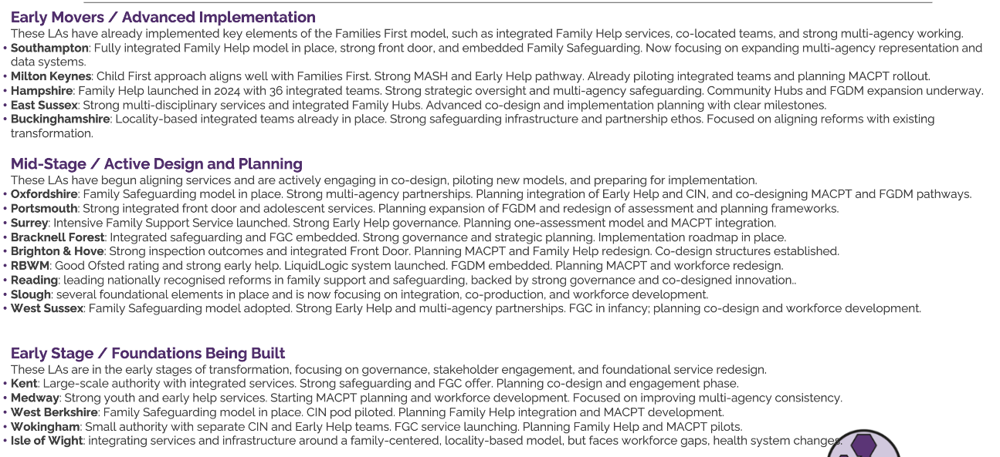 Early Movers / Advanced Implementation
These LAs have already implemented key elements of the Families First model, such as integrated Family Help services, co-located teams, and strong multi-agency working.
• Southampton: Fully integrated Family Help model in place, strong front door, and embedded Family Safeguarding. Now focusing on expanding multi-agency representation and
data systems.
• Milton Keynes: Child First approach aligns well with Families First. Strong MASH and Early Help pathway. Already piloting integrated teams and planning MACPT rollout.
• Hampshire: Family Help launched in 2024 with 36 integrated teams. Strong strategic oversight and multi-agency safeguarding. Community Hubs and FGDM expansion underway.
• East Sussex: Strong multi-disciplinary services and integrated Family Hubs. Advanced co-design and implementation planning with clear milestones.
• Buckinghamshire: Locality-based integrated teams already in place. Strong safeguarding infrastructure and partnership ethos. Focused on aligning reforms with existing
transformation.
Mid-Stage / Active Design and Planning
These LAs have begun aligning services and are actively engaging in co-design, piloting new models, and preparing for implementation.
• Oxfordshire: Family Safeguarding model in place. Strong multi-agency partnerships. Planning integration of Early Help and CIN, and co-designing MACPT and FGDM pathways.
• Portsmouth: Strong integrated front door and adolescent services. Planning expansion of FGDM and redesign of assessment and planning frameworks.
• Surrey: Intensive Family Support Service launched. Strong Early Help governance. Planning one-assessment model and MACPT integration.
• Bracknell Forest: Integrated safeguarding and FGC embedded. Strong governance and strategic planning. Implementation roadmap in place.
• Brighton & Hove: Strong inspection outcomes and integrated Front Door. Planning MACPT and Family Help redesign. Co-design structures established.
• RBWM: Good Ofsted rating and strong early help. LiquidLogic system launched. FGDM embedded. Planning MACPT and workforce redesign.
• Reading: leading nationally recognised reforms in family support and safeguarding, backed by strong governance and co-designed innovation..
• Slough: several foundational elements in place and is now focusing on integration, co-production, and workforce development.
• West Sussex: Family Safeguarding model adopted. Strong Early Help and multi-agency partnerships. FGC in infancy; planning co-design and workforce development.
Early Stage / Foundations Being Built
These LAs are in the early stages of transformation, focusing on governance, stakeholder engagement, and foundational service redesign.
• Kent: Large-scale authority with integrated services. Strong safeguarding and FGC offer. Planning co-design and engagement phase.
• Medway: Strong youth and early help services. Starting MACPT planning and workforce development. Focused on improving multi-agency consistency.
• West Berkshire: Family Safeguarding model in place. CIN pod piloted. Planning Family Help integration and MACPT development.
• Wokingham: Small authority with separate CIN and Early Help teams. FGC service launching. Planning Family Help and MACPT pilots.
• Isle of Wight: integrating services and infrastructure around a family-centered, locality-based model, but faces workforce gaps, health system changes.